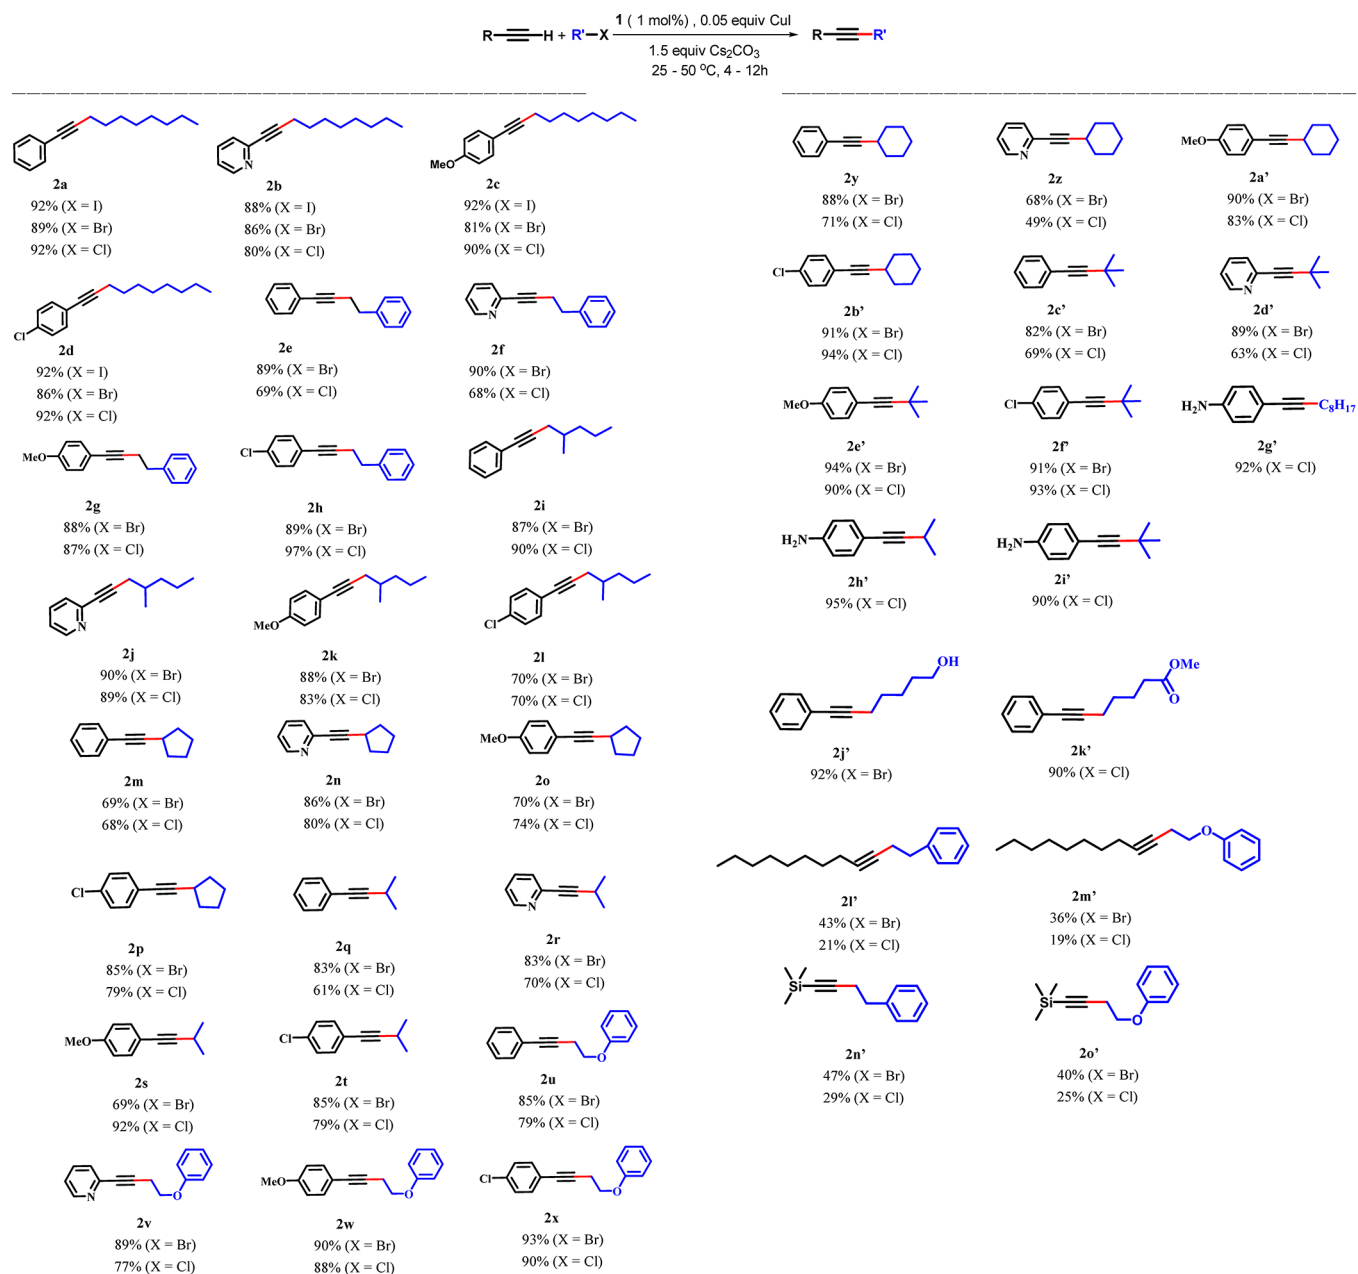 R H + R' X
1 ( 1 mol%) , 0.05 equiv CuI
1.5 equiv Cs2CO3
25 - 50 °C, 4 - 12h
R R'
2a
92% (X = I)
89% (X = Br)
92% (X = Cl)
N
2b
88% (X = I)
86% (X = Br)
80% (X = Cl)
MeO
2c
92% (X = I)
81% (X = Br)
90% (X = Cl)
Cl
2d
92% (X = I)
86% (X = Br)
92% (X = Cl)
2e
89% (X = Br)
69% (X = Cl)
N
2f
90% (X = Br)
68% (X = Cl)
MeO
2g
88% (X = Br)
87% (X = Cl)
Cl
2h
89% (X = Br)
97% (X = Cl)
2i
87% (X = Br)
90% (X = Cl)
N
2j
90% (X = Br)
89% (X = Cl)
MeO
2k
88% (X = Br)
83% (X = Cl)
Cl
2l
70% (X = Br)
70% (X = Cl)
2m
69% (X = Br)
68% (X = Cl)
N
2n
86% (X = Br)
80% (X = Cl)
MeO
2o
70% (X = Br)
74% (X = Cl)
Cl
2p
85% (X = Br)
79% (X = Cl)
2q
83% (X = Br)
61% (X = Cl)
N
2r
83% (X = Br)
70% (X = Cl)
MeO
2s
69% (X = Br)
92% (X = Cl)
Cl
2t
85% (X = Br)
79% (X = Cl)
O
2u
85% (X = Br)
79% (X = Cl)
N
O
2v
89% (X = Br)
77% (X = Cl)
MeO
O
2w
90% (X = Br)
88% (X = Cl)
Cl
O
2x
93% (X = Br)
90% (X = Cl)
2y
88% (X = Br)
71% (X = Cl)
N
2z
68% (X = Br)
49% (X = Cl)
MeO
2a’
90% (X = Br)
83% (X = Cl)
Cl
2b’
91% (X = Br)
94% (X = Cl)
2c’
82% (X = Br)
69% (X = Cl)
N
2d’
89% (X = Br)
63% (X = Cl)
MeO
2e’
94% (X = Br)
90% (X = Cl)
Cl
2f’
91% (X = Br)
93% (X = Cl)
H2N
C8H17
2g’
92% (X = Cl)
H2N
2h’
95% (X = Cl)
H2N
2i’
90% (X = Cl)
OH
2j’
92% (X = Br)
OMe
O
2k’
90% (X = Cl)
2l’
43% (X = Br)
21% (X = Cl)
O
2m’
36% (X = Br)
19% (X = Cl)
Si
2n’
47% (X = Br)
29% (X = Cl)
Si
O
2o’
40% (X = Br)
25% (X = Cl)